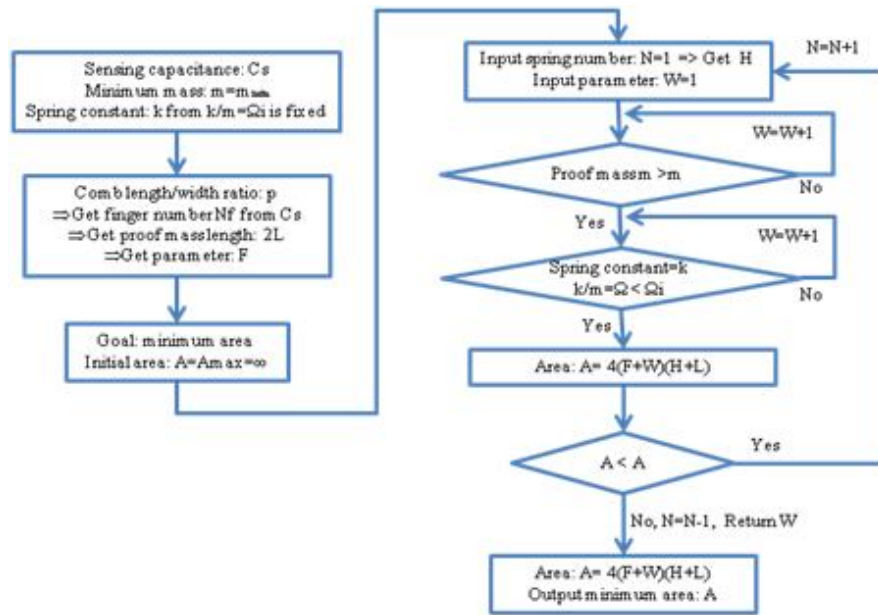 Sensing capacitance: Cs
Minimum mass: m=m
Spring constant: k from k/m=Ωi is fixed
Comb length/width ratio: p
⇒Get finger number Nf from Cs
⇒Get proof mass length: 2L
⇒Get parameter: F
Goal: minimum area
Initial area: A=Amax=∞
Input spring number: N=1 => Get H
Input parameter: W=1
N=N+1
W=W+1
Proof mass m >m
No
Yes
W=W+1
Spring constant=k
k/m=Ω< Ωi
No
Yes
Area: A= 4(F+W)(H+L)
A < A
Yes
No, N=N-1, Return W
Area: A= 4(F+W)(H+L)
Output minimum area: A